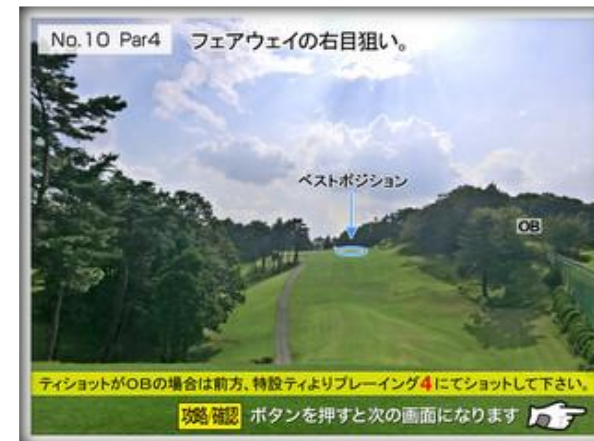 No.10 Par4 フェアウェイの右目狙い。
ベストポジション
OB
ティショットがOBの場合は前方、特設ティよりプレーイング4にてショットして下さい。
攻略/確認 ボタンを押すと次の画面になります